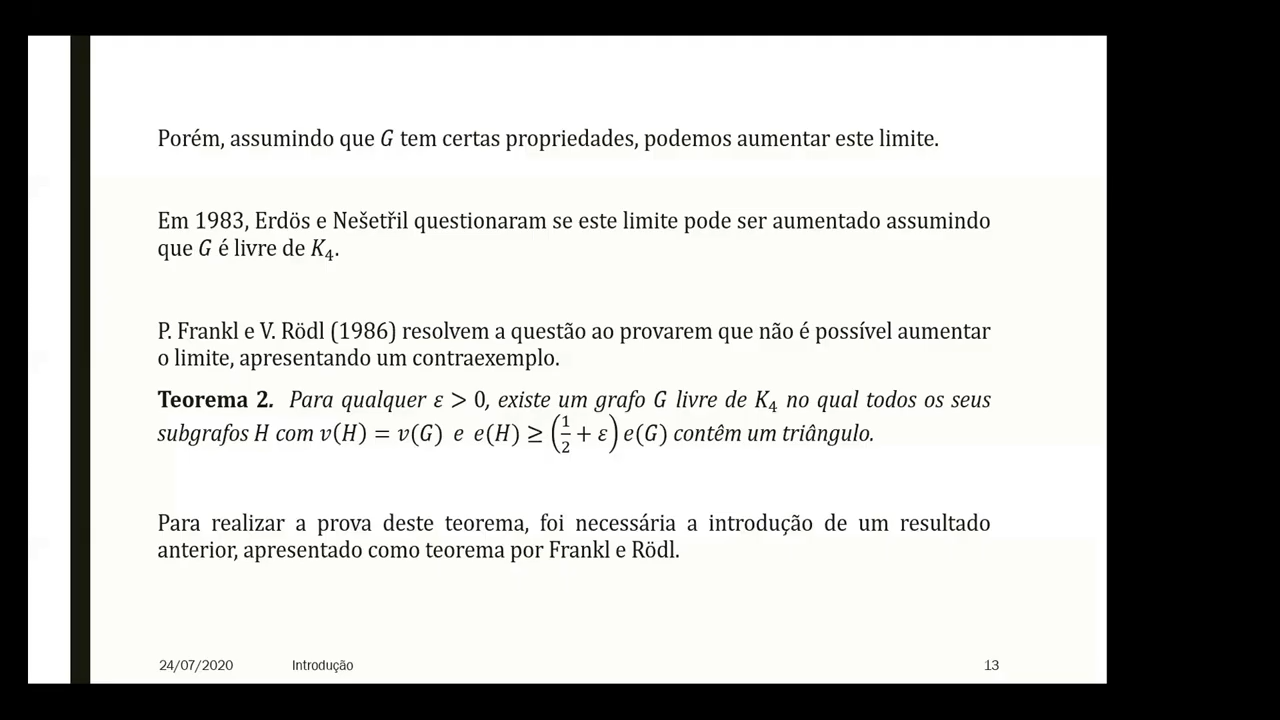 Porém, assumindo que G tem certas propriedades, podemos aumentar este limite.
Em 1983, Erdös e Nešetřil questionaram se este limite pode ser aumentado assumindo
que G é livre de K₄.
P. Frankl e V. Rödl (1986) resolvem a questão ao provarem que não é possível aumentar
o limite, apresentando um contraexemplo.
Teorema 2. Para qualquer ε > 0, existe um grafo G livre de K₄ no qual todos os seus
subgrafos H com v(H) = v(G) e e(H) ≥ (1/2 + ε) e(G) contêm um triângulo.
Para realizar a prova deste teorema, foi necessária a introdução de um resultado
anterior, apresentado como teorema por Frankl e Rödl.
24/07/2020 Introdução 13